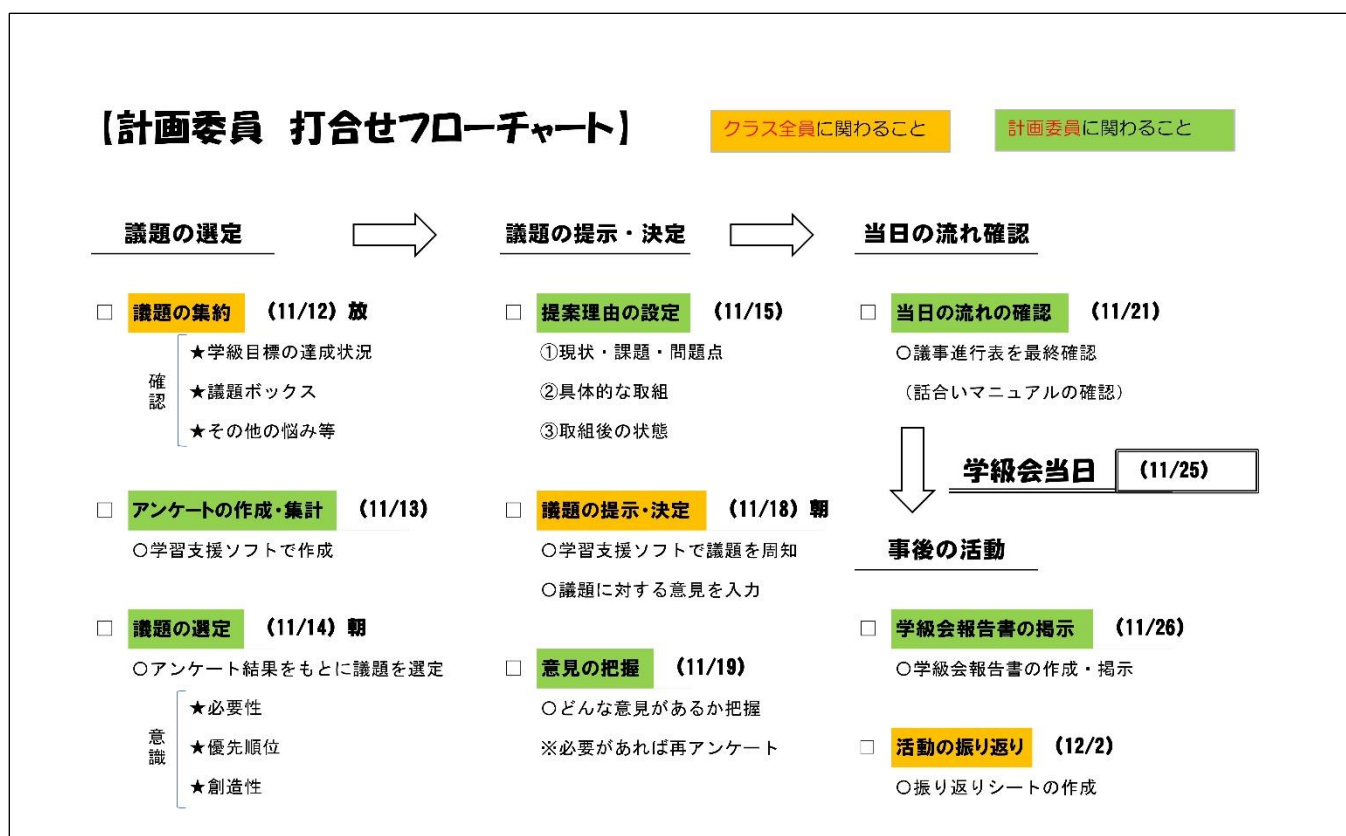 【計画委員 打合せフローチャート】
クラス全員に関わること
計画委員に関わること
議題の選定
□ 議題の集約 (11/12) 放
確認
★学級目標の達成状況
★議題ボックス
★その他の悩み等
□ アンケートの作成・集計 (11/13)
○学習支援ソフトで作成
□ 議題の選定 (11/14) 朝
○アンケート結果をもとに議題を選定
意識
★必要性
★優先順位
★創造性
議題の提示・決定
□ 提案理由の設定 (11/15)
①現状・課題・問題点
②具体的な取組
③取組後の状態
□ 議題の提示・決定 (11/18) 朝
○学習支援ソフトで議題を周知
○議題に対する意見を入力
□ 意見の把握 (11/19)
○どんな意見があるか把握
※必要があれば再アンケート
当日の流れ確認
□ 当日の流れの確認 (11/21)
○議事進行表を最終確認
(話合いマニュアルの確認)
学級会当日 (11/25)
事後の活動
□ 学級会報告書の掲示 (11/26)
○学級会報告書の作成・掲示
□ 活動の振り返り (12/2)
○振り返りシートの作成